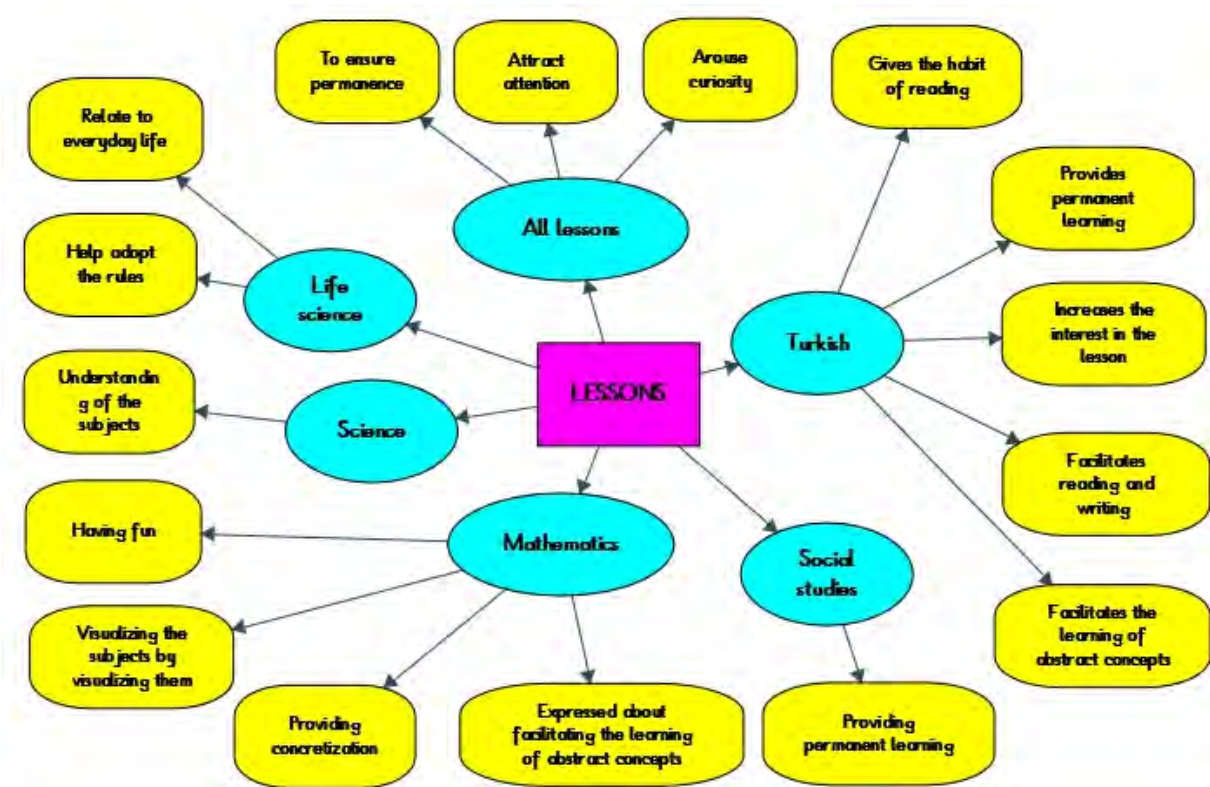 To ensure
permanence
Attract
attention
Arouse
curiosity
Gives the habit
of reading
Relate to
everyday life
Provides
permanent
learning
All lessons
Help adopt
the rules
Life
science
Increases the
interest in the
lesson
Turkish
LESSONS
Understandin
g of the
subjects
Science
Facilitates
reading and
writing
Having fun
Mathematics
Social
studies
Facilitates the
learning of
abstract concepts
Visualizing the
subjects by
visualizing them
Providing
concretization
Expressed about
facilitating the learning
of abstract concepts
Providing
permanent learning